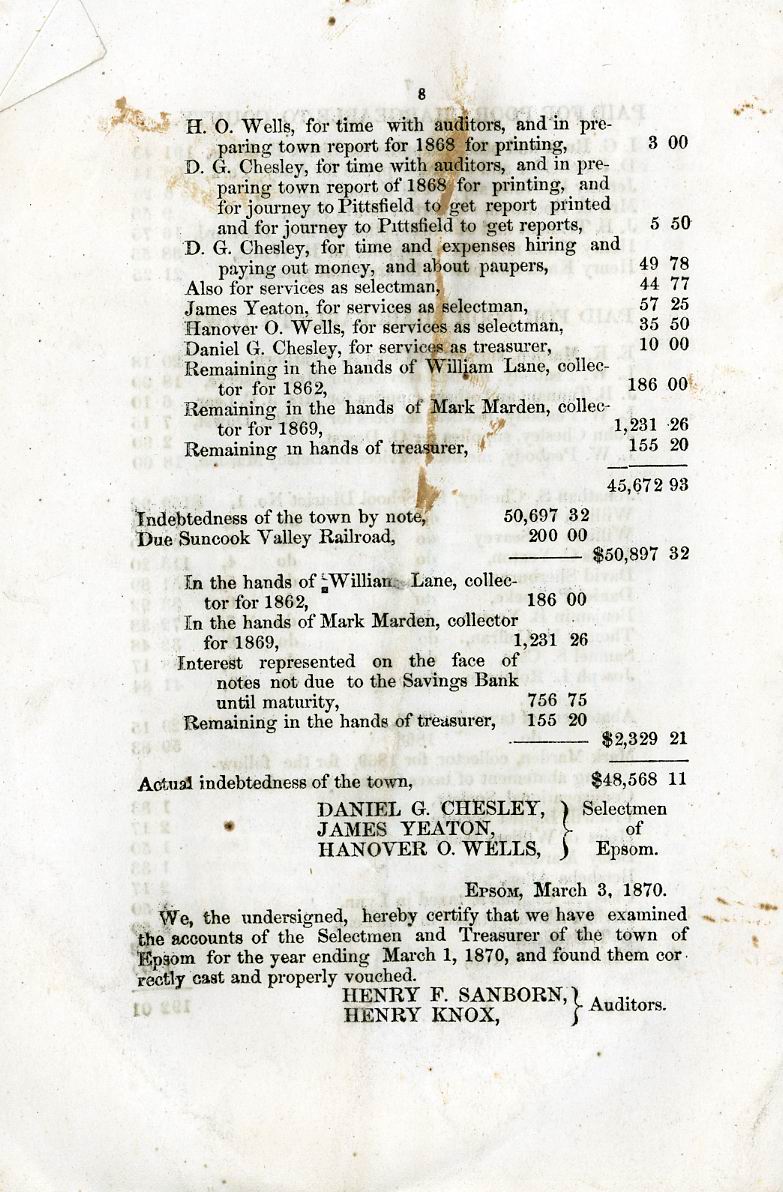 8
H. O. Wells, for time with auditors, and in pre-
paring town report for 1868 for printing, 3 00
D. G. Chesley, for time with auditors, and in pre-
paring town report of 1868 for printing, and
for journey to Pittsfield to get report printed
and for journey to Pittsfield to get reports, 5 50
D. G. Chesley, for time and expenses hiring and
paying out money, and about paupers, 49 78
Also for services as selectman, 44 77
James Yeaton, for services as selectman, 57 25
Hanover O. Wells, for services as selectman, 35 50
Daniel G. Chesley, for services as treasurer, 10 00
Remaining in the hands of William Lane, collec-
tor for 1862, 186 00
Remaining in the hands of Mark Marden, collec-
tor for 1869, 1,231 26
Remaining in hands of treasurer, 155 20
45,672 93
Indebtedness of the town by note, 50,697 32
Due Suncook Valley Railroad, 200 00
$50,897 32
In the hands of William Lane, collec-
tor for 1862, 186 00
In the hands of Mark Marden, collector
for 1869, 1,231 26
Interest represented on the face of
notes not due to the Savings Bank
until maturity, 756 75
Remaining in the hands of treasurer, 155 20
$2,329 21
Actual indebtedness of the town, $48,568 11
DANIEL G. CHESLEY, } Selectmen
JAMES YEATON, of
HANOVER O. WELLS, Epsom.
EPSOM, March 3, 1870.
We, the undersigned, hereby certify that we have examined
the accounts of the Selectmen and Treasurer of the town of
Epsom for the year ending March 1, 1870, and found them cor-
rectly cast and properly vouched.
HENRY F. SANBORN, } Auditors.
HENRY KNOX,